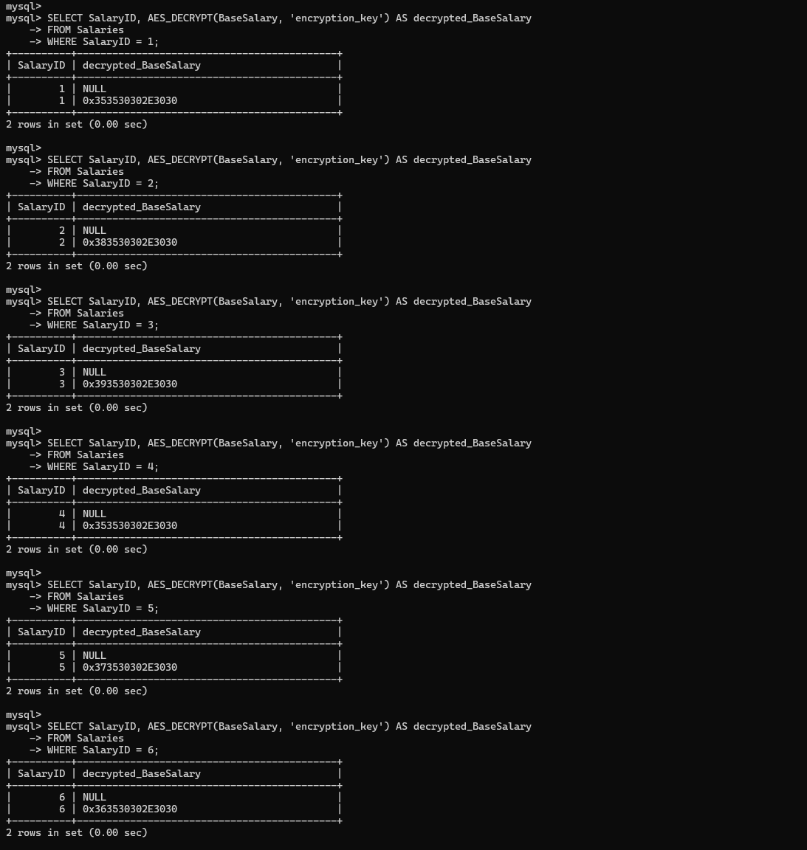 mysql>
mysql> SELECT SalaryID, AES_DECRYPT(BaseSalary, 'encryption_key') AS decrypted_BaseSalary
    -> FROM Salaries
    -> WHERE SalaryID = 1;
+----------+--------------------------------------------+
| SalaryID | decrypted_BaseSalary                       |
+----------+--------------------------------------------+
|        1 | NULL                                       |
|        1 | 0x353530302E3030                           |
+----------+--------------------------------------------+
2 rows in set (0.00 sec)

mysql>
mysql> SELECT SalaryID, AES_DECRYPT(BaseSalary, 'encryption_key') AS decrypted_BaseSalary
    -> FROM Salaries
    -> WHERE SalaryID = 2;
+----------+--------------------------------------------+
| SalaryID | decrypted_BaseSalary                       |
+----------+--------------------------------------------+
|        2 | NULL                                       |
|        2 | 0x383530302E3030                           |
+----------+--------------------------------------------+
2 rows in set (0.00 sec)

mysql>
mysql> SELECT SalaryID, AES_DECRYPT(BaseSalary, 'encryption_key') AS decrypted_BaseSalary
    -> FROM Salaries
    -> WHERE SalaryID = 3;
+----------+--------------------------------------------+
| SalaryID | decrypted_BaseSalary                       |
+----------+--------------------------------------------+
|        3 | NULL                                       |
|        3 | 0x393530302E3030                           |
+----------+--------------------------------------------+
2 rows in set (0.00 sec)

mysql>
mysql> SELECT SalaryID, AES_DECRYPT(BaseSalary, 'encryption_key') AS decrypted_BaseSalary
    -> FROM Salaries
    -> WHERE SalaryID = 4;
+----------+--------------------------------------------+
| SalaryID | decrypted_BaseSalary                       |
+----------+--------------------------------------------+
|        4 | NULL                                       |
|        4 | 0x353530302E3030                           |
+----------+--------------------------------------------+
2 rows in set (0.00 sec)

mysql>
mysql> SELECT SalaryID, AES_DECRYPT(BaseSalary, 'encryption_key') AS decrypted_BaseSalary
    -> FROM Salaries
    -> WHERE SalaryID = 5;
+----------+--------------------------------------------+
| SalaryID | decrypted_BaseSalary                       |
+----------+--------------------------------------------+
|        5 | NULL                                       |
|        5 | 0x373530302E3030                           |
+----------+--------------------------------------------+
2 rows in set (0.00 sec)

mysql>
mysql> SELECT SalaryID, AES_DECRYPT(BaseSalary, 'encryption_key') AS decrypted_BaseSalary
    -> FROM Salaries
    -> WHERE SalaryID = 6;
+----------+--------------------------------------------+
| SalaryID | decrypted_BaseSalary                       |
+----------+--------------------------------------------+
|        6 | NULL                                       |
|        6 | 0x363530302E3030                           |
+----------+--------------------------------------------+
2 rows in set (0.00 sec)